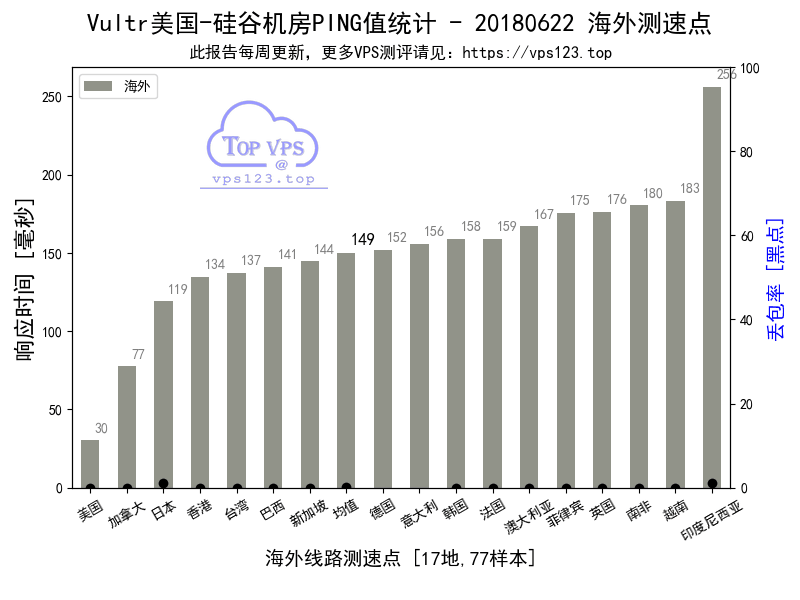 Vultr美国-硅谷机房PING值统计 - 20180622 海外测速点
此报告每周更新，更多VPS测评请见：https://vps123.top
海外
TOP VPS
@
vps123.top
响应时间 [毫秒]
250
200
150
100
50
0
30
77
119
134
137
141
144
149
152
156
158
159
167
175
176
180
183
256
100
80
60
40
20
0
丢包率 [黑点]
美国
加拿大
日本
香港
台湾
巴西
新加坡
均值
德国
意大利
韩国
法国
澳大利亚
菲律宾
英国
南非
越南
印度尼西亚
海外线路测速点 [17地,77样本]